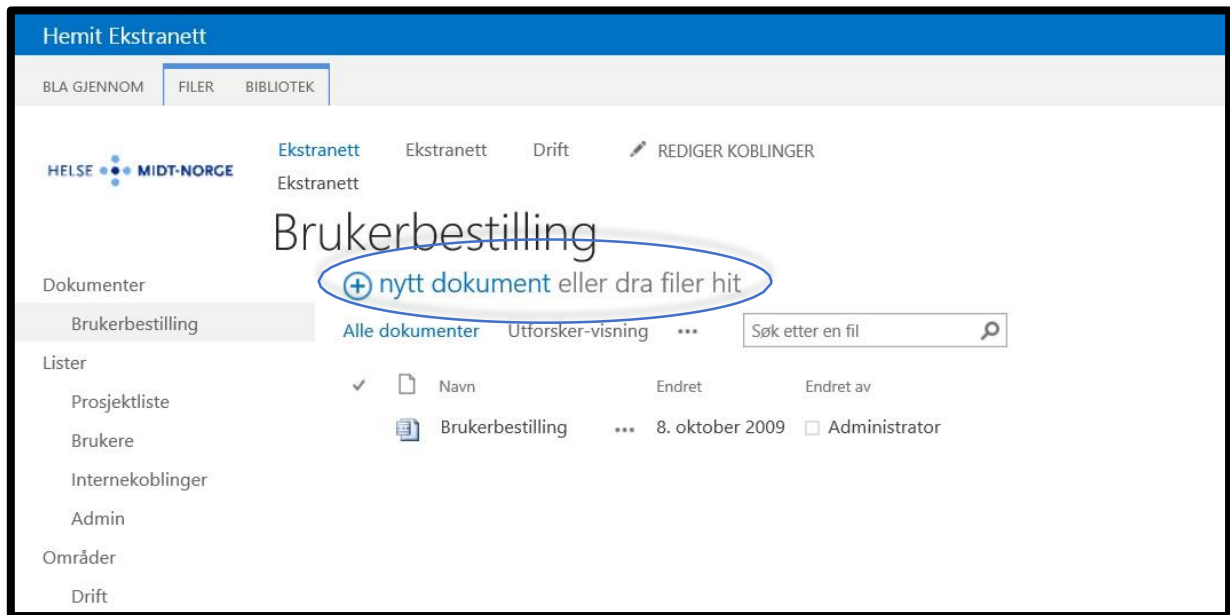 Hemit Ekstranett
BLA GJENNOM FILER BIBLIOTEK
HELSE MIDT-NORGE
Ekstranett Ekstranett Drift REDIGER KOBLINGER
Ekstranett
Brukerbestilling
nytt dokument eller dra filer hit
Alle dokumenter Utforsker-visning ... Søk etter en fil
Navn Endret Endret av
Brukerbestilling ... 8. oktober 2009 Administrator
Dokumenter
Brukerbestilling
Lister
Prosjektliste
Brukere
Internekoblinger
Admin
Områder
Drift